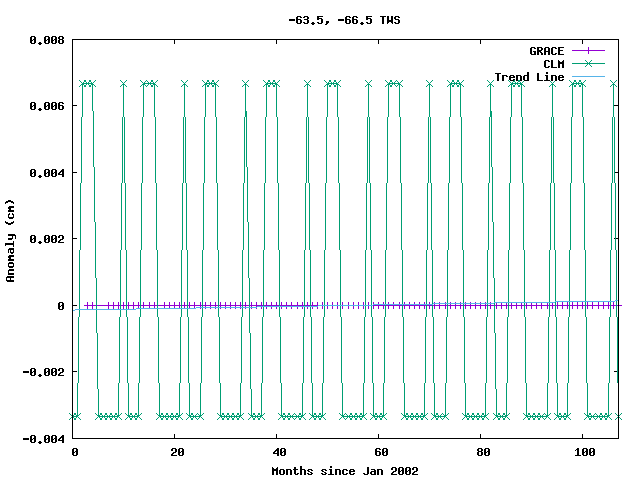 -63.5, -66.5 TWS
0.008
0.006
0.004
0.002
0
-0.002
-0.004
Anomaly (cm)
GRACE
CLM
Trend Line
0 20 40 60 80 100
Months since Jan 2002